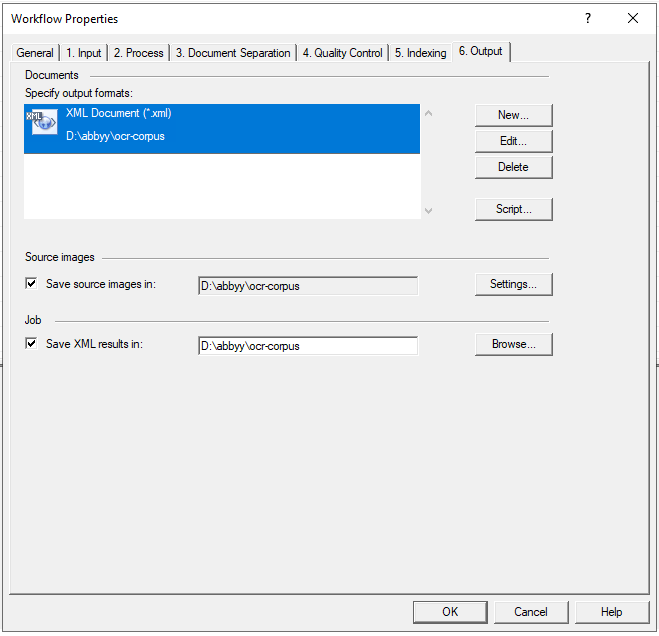 Workflow Properties
?
General 1. Input 2. Process 3. Document Separation 4. Quality Control 5. Indexing 6. Output
Documents
Specify output formats:
XML
XML Document (*.xml)
D:\abbyy\ocr-corpus
New...
Edit...
Delete
Script...
Source images
Save source images in: D:\abbyy\ocr-corpus Settings...
Job
Save XML results in: D:\abbyy\ocr-corpus Browse...
OK Cancel Help